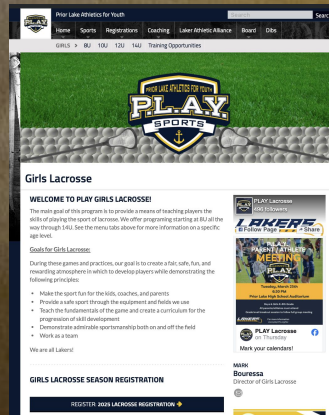 Prior Lake Athletics for Youth
Search
Search
Home Sports Registrations Coaching Laker Athletic Alliance Board Dibs
GIRLS > 8U 10U 12U 14U Training Opportunities
PRIOR LAKE ATHLETICS FOR YOUTH
P.L.A.Y.
SPORTS
Girls Lacrosse
WELCOME TO PLAY GIRLS LACROSSE!
The main goal of this program is to provide a means of teaching players the
skills of playing the sport of lacrosse. We offer programing starting at 8U all the
way through 14U. See the menu tabs above for more information on a specific
age level.
Goals for Girls Lacrosse:
During these games and practices, our goal is to create a fair, safe, fun, and
rewarding atmosphere in which to develop players while demonstrating the
following principles:
Make the sport fun for the kids, coaches, and parents
Provide a safe sport through the equipment and fields we use
Teach the fundamentals of the game and create a curriculum for the
progression of skill development
Demonstrate admirable sportsmanship both on and off the field
Work as a team
We are all Lakers!
GIRLS LACROSSE SEASON REGISTRATION
REGISTER: 2025 LACROSSE REGISTRATION →
PLAY Lacrosse
496 followers
LAKERS
Follow Page
Share
P.L.A.Y.
PARENT / ATHLETE
MEETING
Tuesday, March 25th
6:30 PM
Prior Lake High School Auditorium
LAKERS
PLAY Lacrosse
on Thursday
Mark your calendars!
MARK
Bouressa
Director of Girls Lacrosse